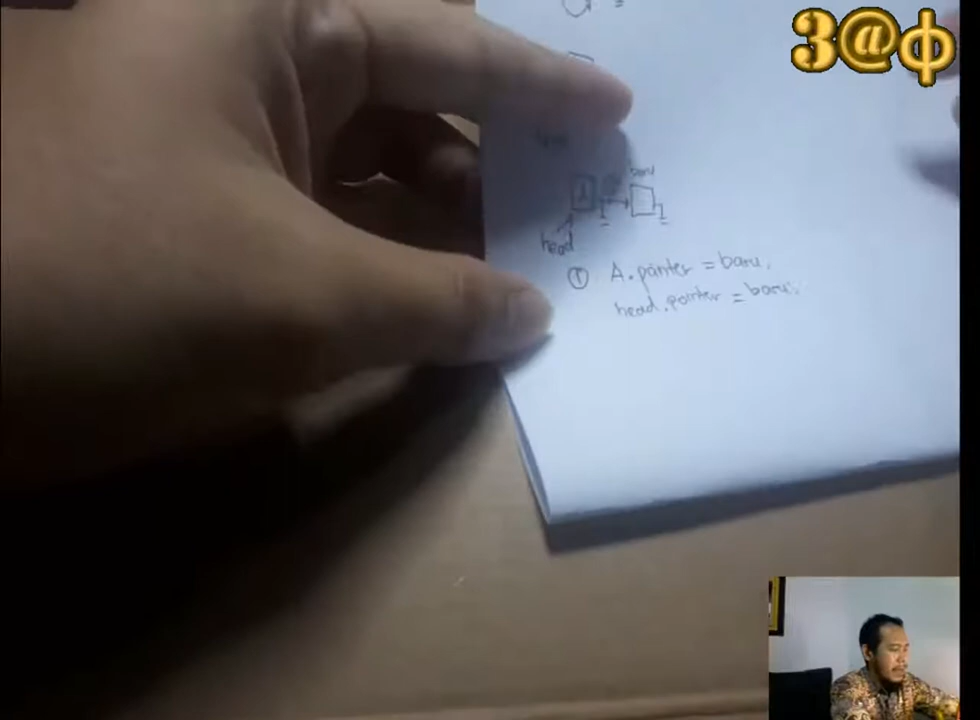 3@ф
baru
A
head
① A.pointer = baru;
head.pointer = baru;